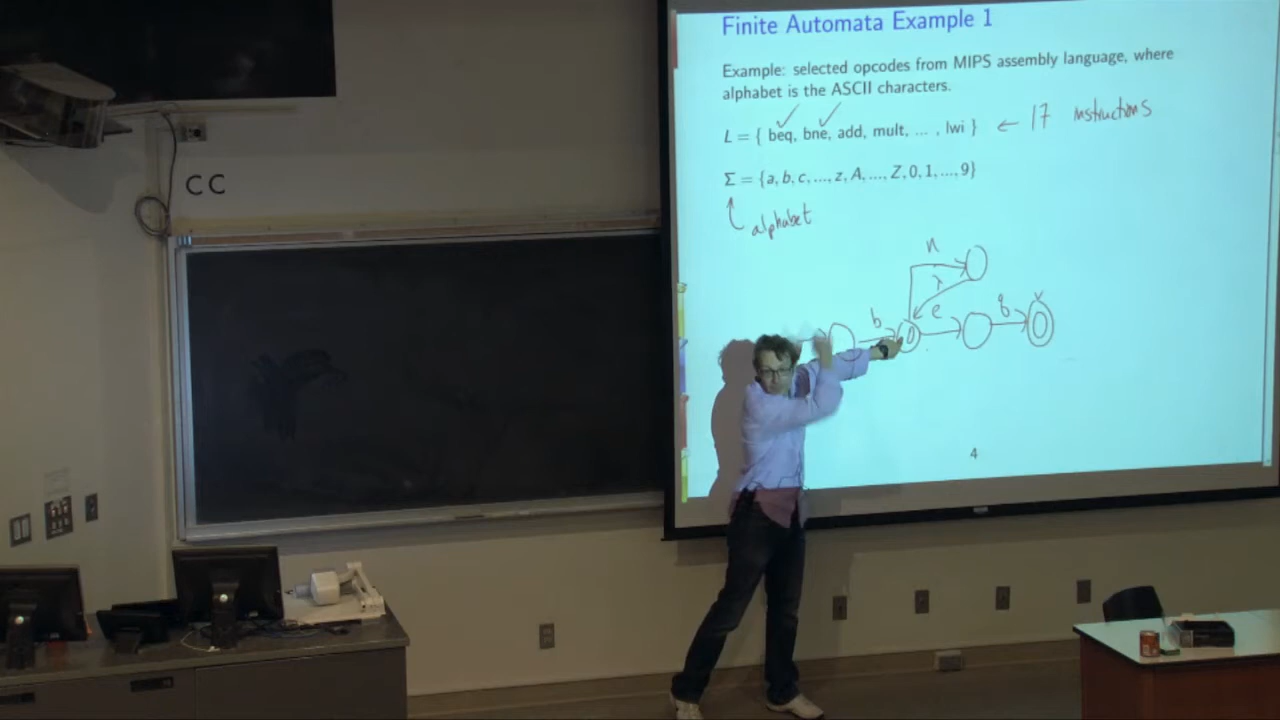 Finite Automata Example 1
Example: selected opcodes from MIPS assembly language, where
alphabet is the ASCII characters.
L = { beq, bne, add, mult, ... , lwi } ← 17 instructions
Σ = {a, b, c, ..., z, A, ..., Z, 0, 1, ..., 9}
alphabet
CC
n
b
e
4